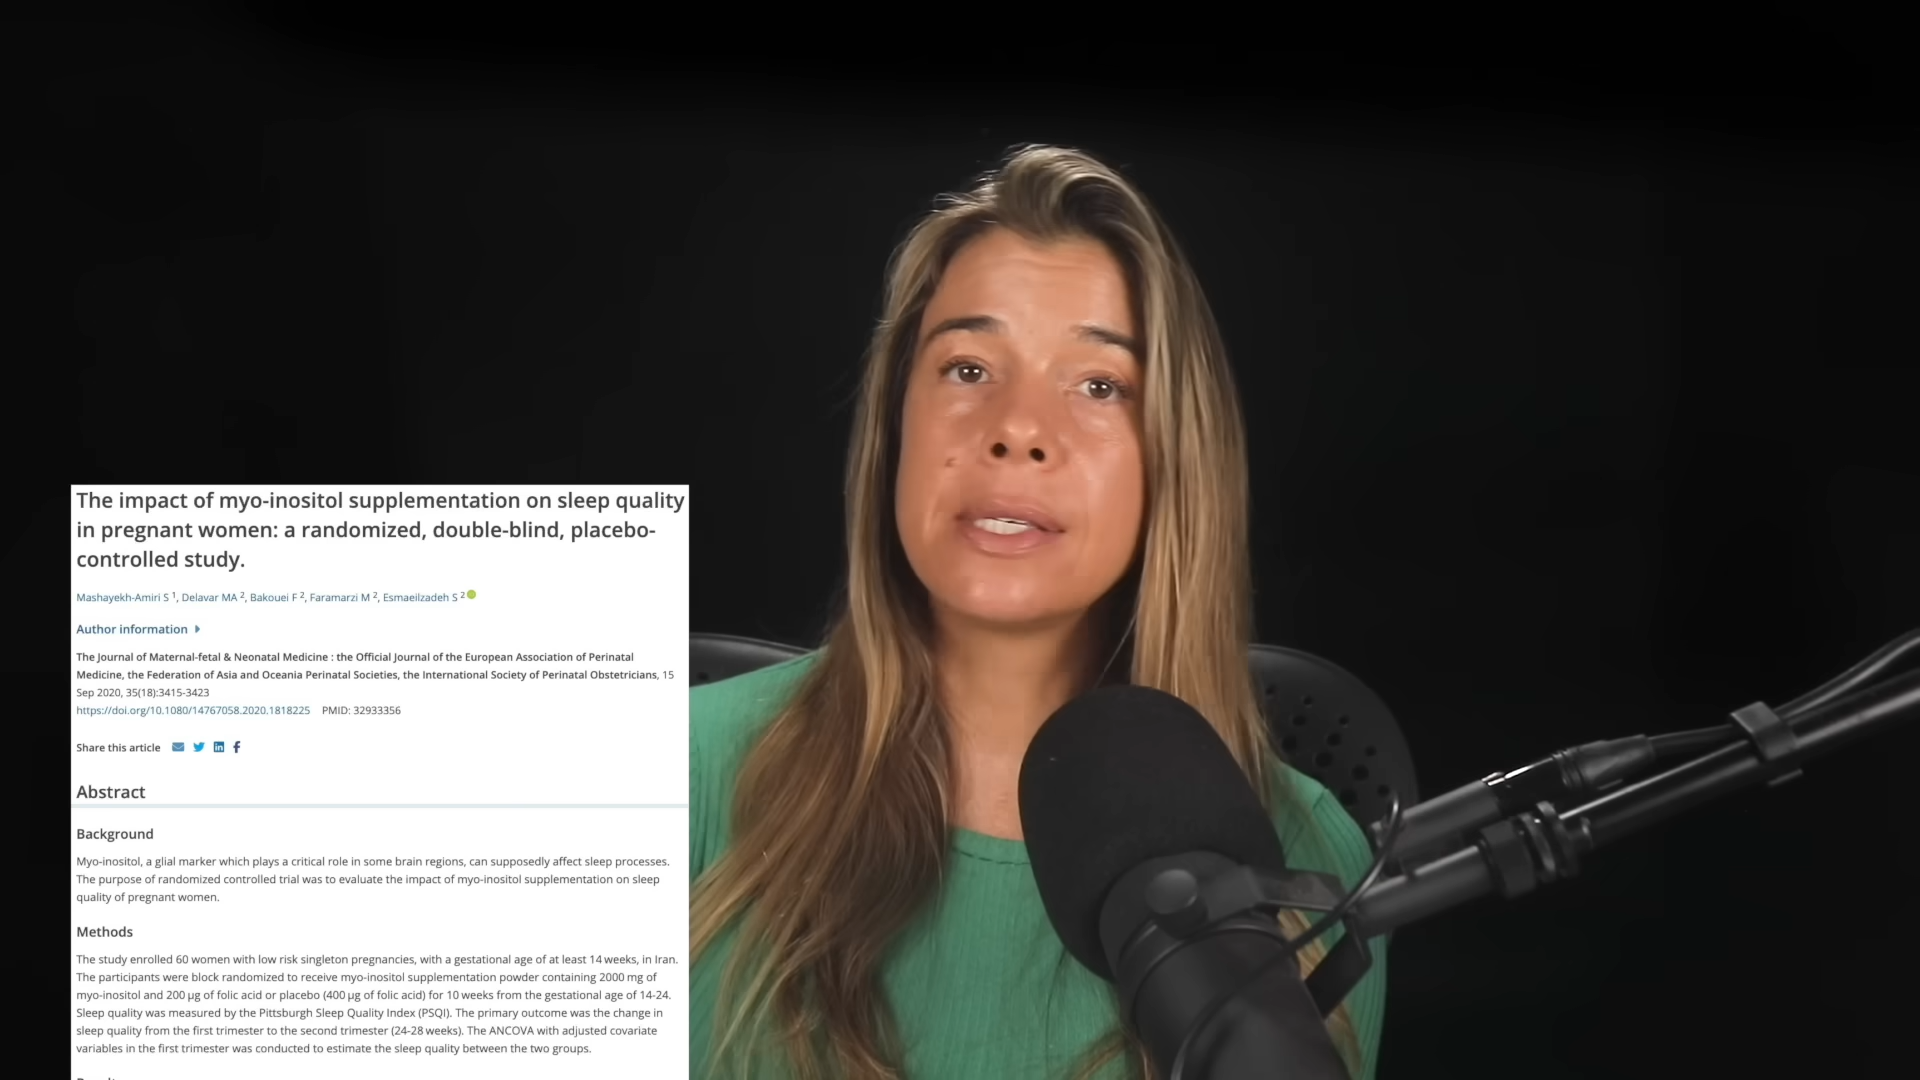 The impact of myo-inositol supplementation on sleep quality
in pregnant women: a randomized, double-blind, placebo-
controlled study.
Mashayekh-Amiri S 1, Delavar MA 2, Bakouei F 2, Faramarzi M 2, Esmaeilzadeh S 2
Author information
The Journal of Maternal-fetal & Neonatal Medicine : the Official Journal of the European Association of Perinatal
Medicine, the Federation of Asia and Oceania Perinatal Societies, the International Society of Perinatal Obstetricians, 15
Sep 2020, 35(18):3415-3423
https://doi.org/10.1080/14767058.2020.1818225 PMID: 32933356
Share this article
Abstract
Background
Myo-inositol, a glial marker which plays a critical role in some brain regions, can supposedly affect sleep processes.
The purpose of randomized controlled trial was to evaluate the impact of myo-inositol supplementation on sleep
quality of pregnant women.
Methods
The study enrolled 60 women with low risk singleton pregnancies, with a gestational age of at least 14 weeks, in Iran.
The participants were block randomized to receive myo-inositol supplementation powder containing 2000 mg of
myo-inositol and 200 µg of folic acid or placebo (400 µg of folic acid) for 10 weeks from the gestational age of 14-24.
Sleep quality was measured by the Pittsburgh Sleep Quality Index (PSQI). The primary outcome was the change in
sleep quality from the first trimester to the second trimester (24-28 weeks). The ANCOVA with adjusted covariate
variables in the first trimester was conducted to estimate the sleep quality between the two groups.